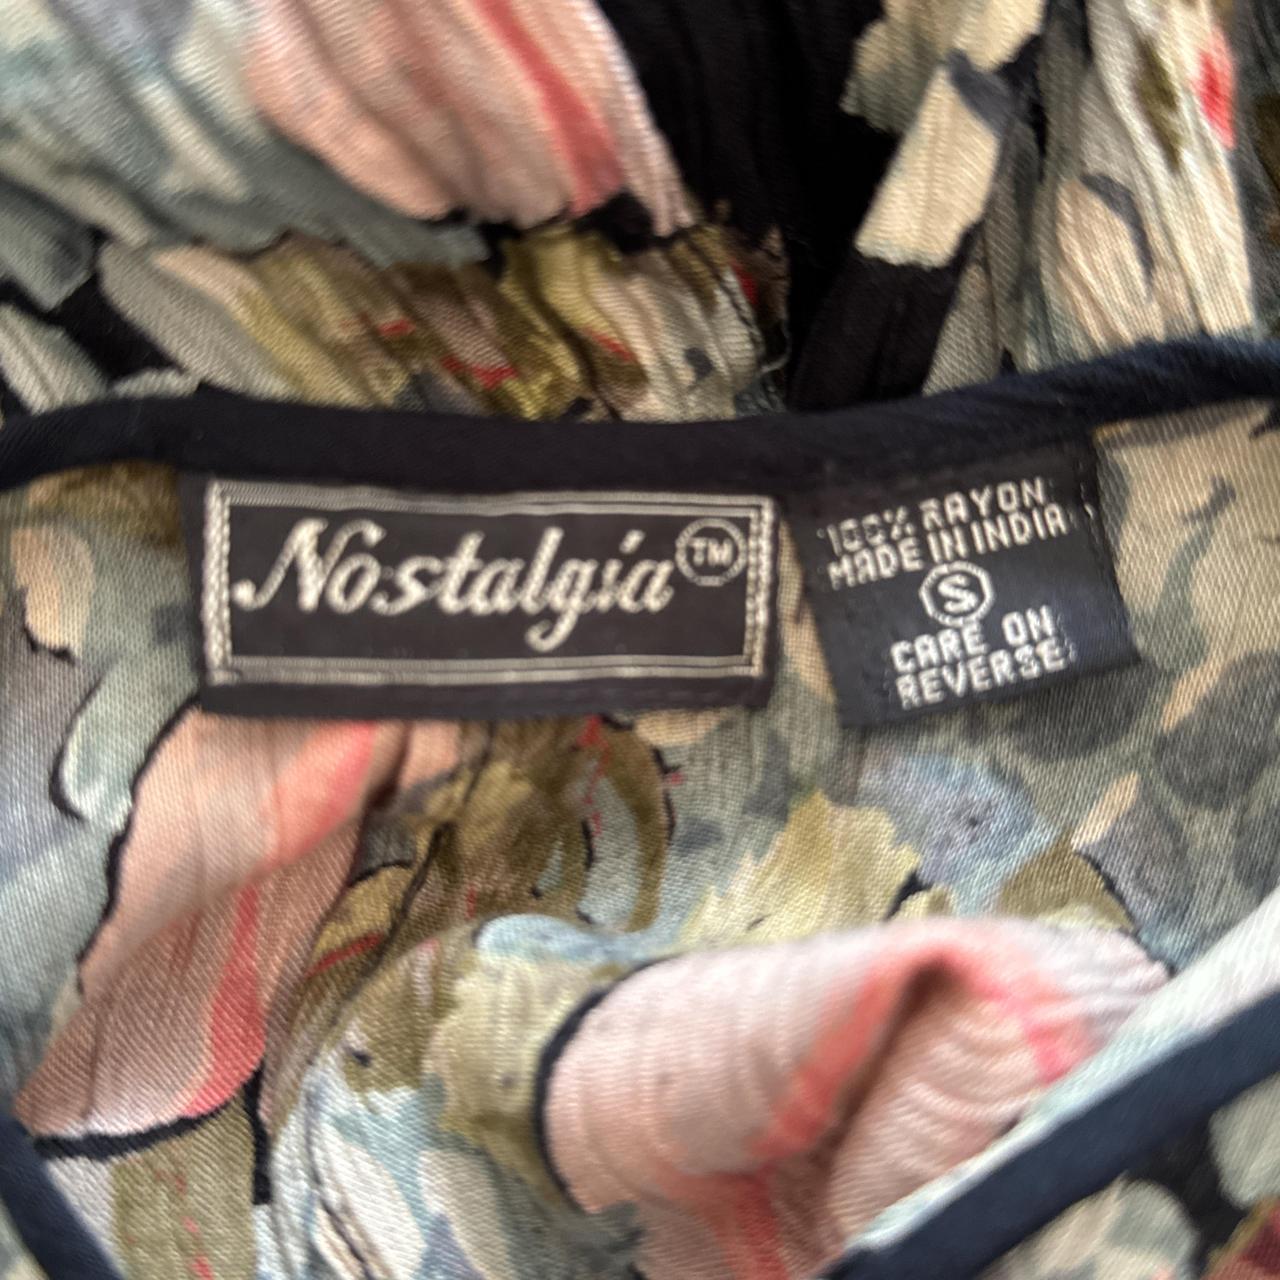 Nostalgia™
100% RAYON
MADE IN INDIA
S
CARE ON
REVERSE